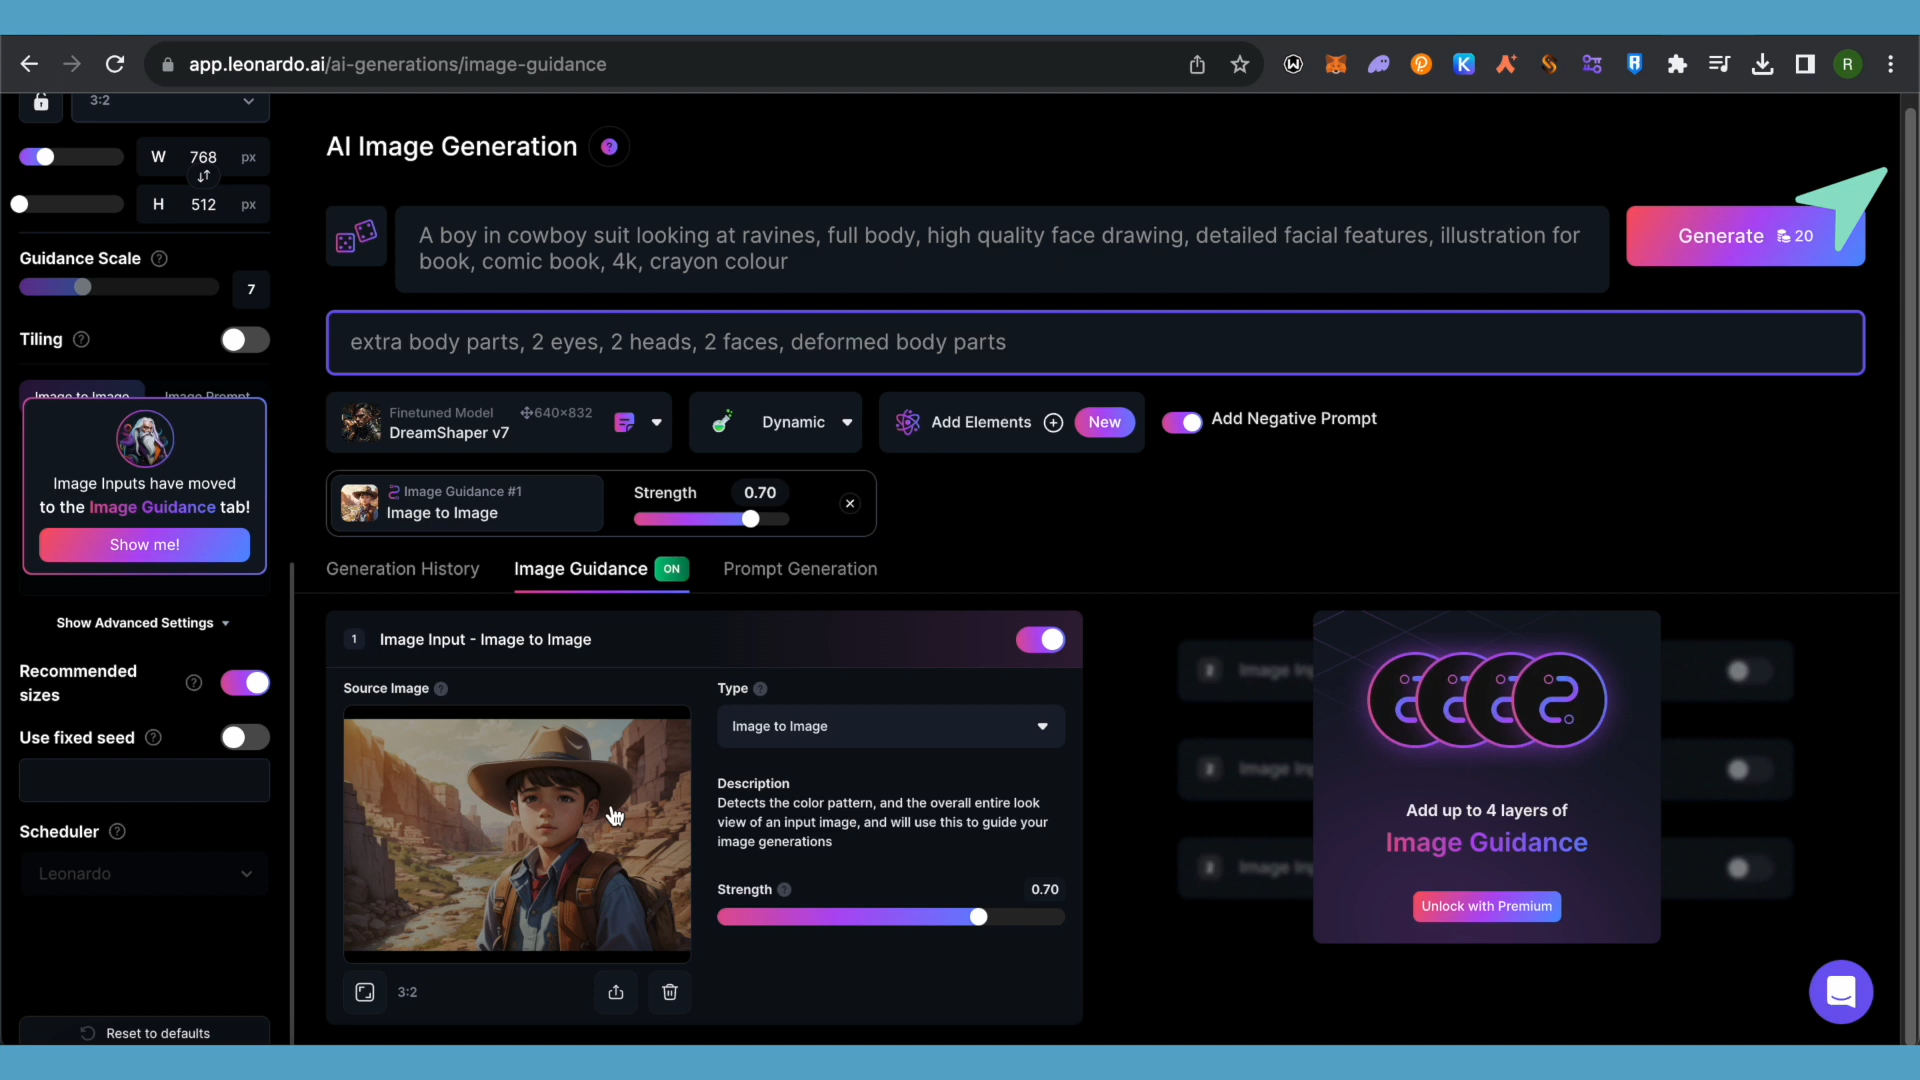 app.leonardo.ai/ai-generations/image-guidance
R
3:2
W 768 px
H 512 px
Guidance Scale
7
Tiling
Image to Image Image Prompt
Image Inputs have moved
to the Image Guidance tab!
Show me!
Show Advanced Settings
Recommended
sizes
Use fixed seed
Scheduler
Leonardo
Reset to defaults
AI Image Generation
A boy in cowboy suit looking at ravines, full body, high quality face drawing, detailed facial features, illustration for
book, comic book, 4k, crayon colour
Generate 20
extra body parts, 2 eyes, 2 heads, 2 faces, deformed body parts
Finetuned Model 640×832
DreamShaper v7
Dynamic
Add Elements New
Add Negative Prompt
Image Guidance #1
Image to Image
Strength 0.70
Generation History Image Guidance ON Prompt Generation
1 Image Input - Image to Image
Source Image
Type
Image to Image
Description
Detects the color pattern, and the overall entire look
view of an input image, and will use this to guide your
image generations
Strength 0.70
3:2
Add up to 4 layers of
Image Guidance
Unlock with Premium